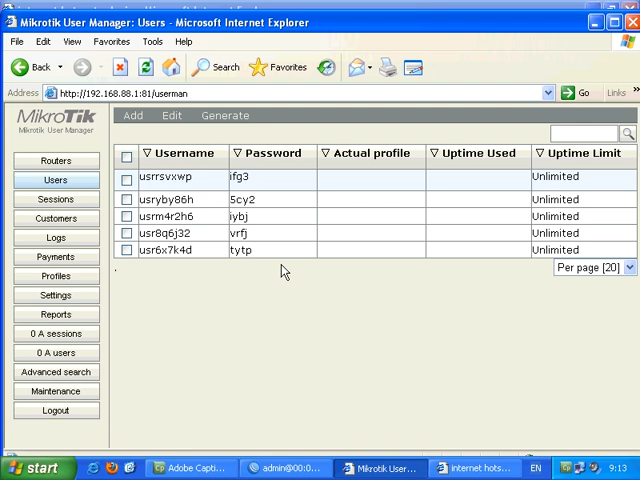 Mikrotik User Manager: Users - Microsoft Internet Explorer
File Edit View Favorites Tools Help
Back Search Favorites
Address http://192.168.88.1:81/userman Go Links
MikroTik
Mikrotik User Manager
Add Edit Generate
Username Password Actual profile Uptime Used Uptime Limit
usrrsvxwp ifg3 Unlimited
usryby86h 5cy2 Unlimited
usrm4r2h6 iybj Unlimited
usr8q6j32 vrfj Unlimited
usr6x7k4d tytp Unlimited
Per page [20]
Routers
Users
Sessions
Customers
Logs
Payments
Profiles
Settings
Reports
0 A sessions
0 A users
Advanced search
Maintenance
Logout
start Adobe Capti... admin@00:0... Mikrotik User... internet hots... EN 9:13